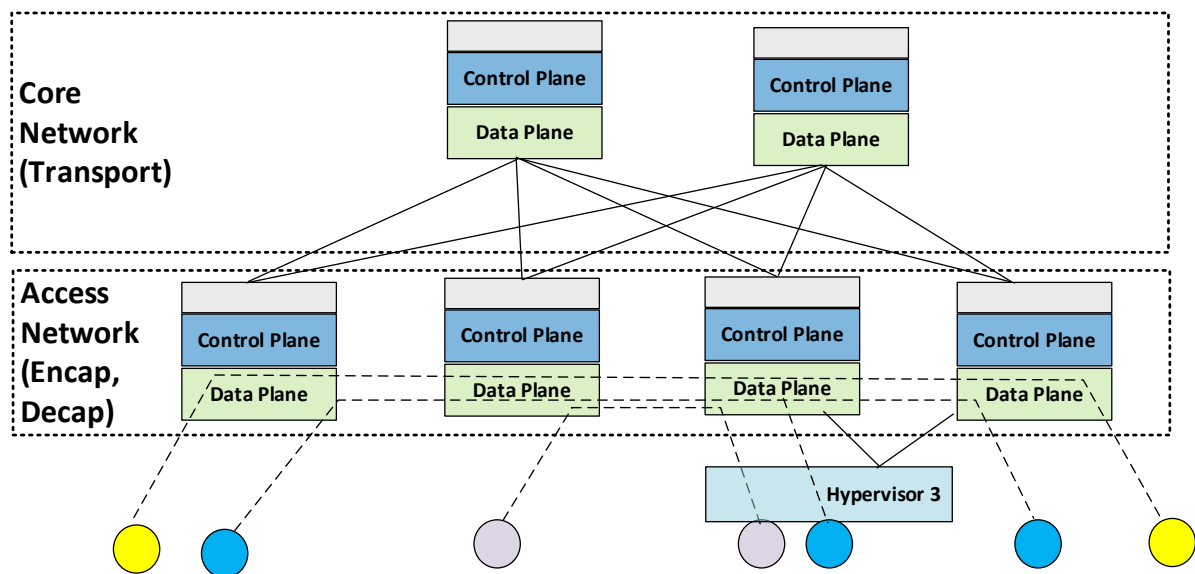 Control Plane
Data Plane
Control Plane
Data Plane
Core
Network
(Transport)
Access
Network
(Encap,
Decap)
Control Plane
Data Plane
Control Plane
Data Plane
Control Plane
Data Plane
Control Plane
Data Plane
Hypervisor 3